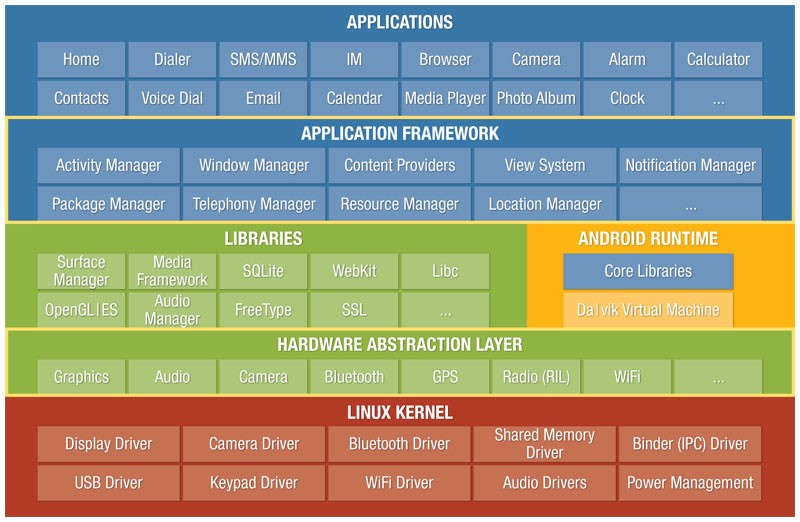 APPLICATIONS
Home Dialer SMS/MMS IM Browser Camera Alarm Calculator
Contacts Voice Dial Email Calendar Media Player Photo Album Clock ...
APPLICATION FRAMEWORK
Activity Manager Window Manager Content Providers View System Notification Manager
Package Manager Telephony Manager Resource Manager Location Manager ...
LIBRARIES
Surface
Manager
Media
Framework
SQLite WebKit Libc
OpenGL|ES
Audio
Manager
FreeType SSL ...
ANDROID RUNTIME
Core Libraries
Da|vik Virtual Machine
HARDWARE ABSTRACTION LAYER
Graphics Audio Camera Bluetooth GPS Radio (RIL) WiFi ...
LINUX KERNEL
Display Driver Camera Driver Bluetooth Driver
Shared Memory
Driver
Binder (IPC) Driver
USB Driver Keypad Driver WiFi Driver Audio Drivers Power Management